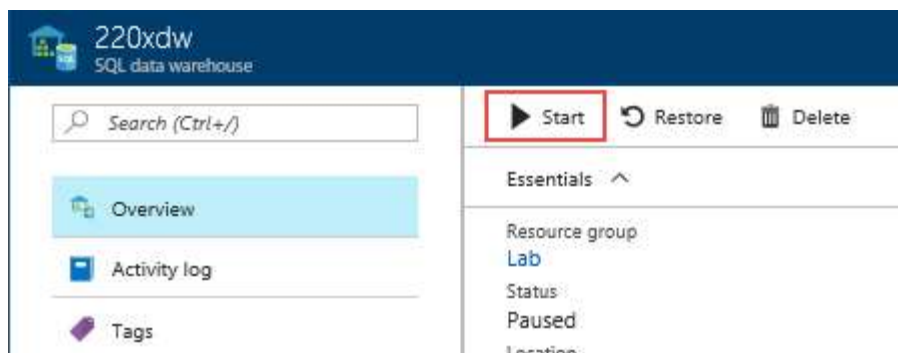 220xdw
SQL data warehouse
Search (Ctrl+/)
Overview
Activity log
Tags
Start Restore Delete
Essentials
Resource group
Lab
Status
Paused
Location